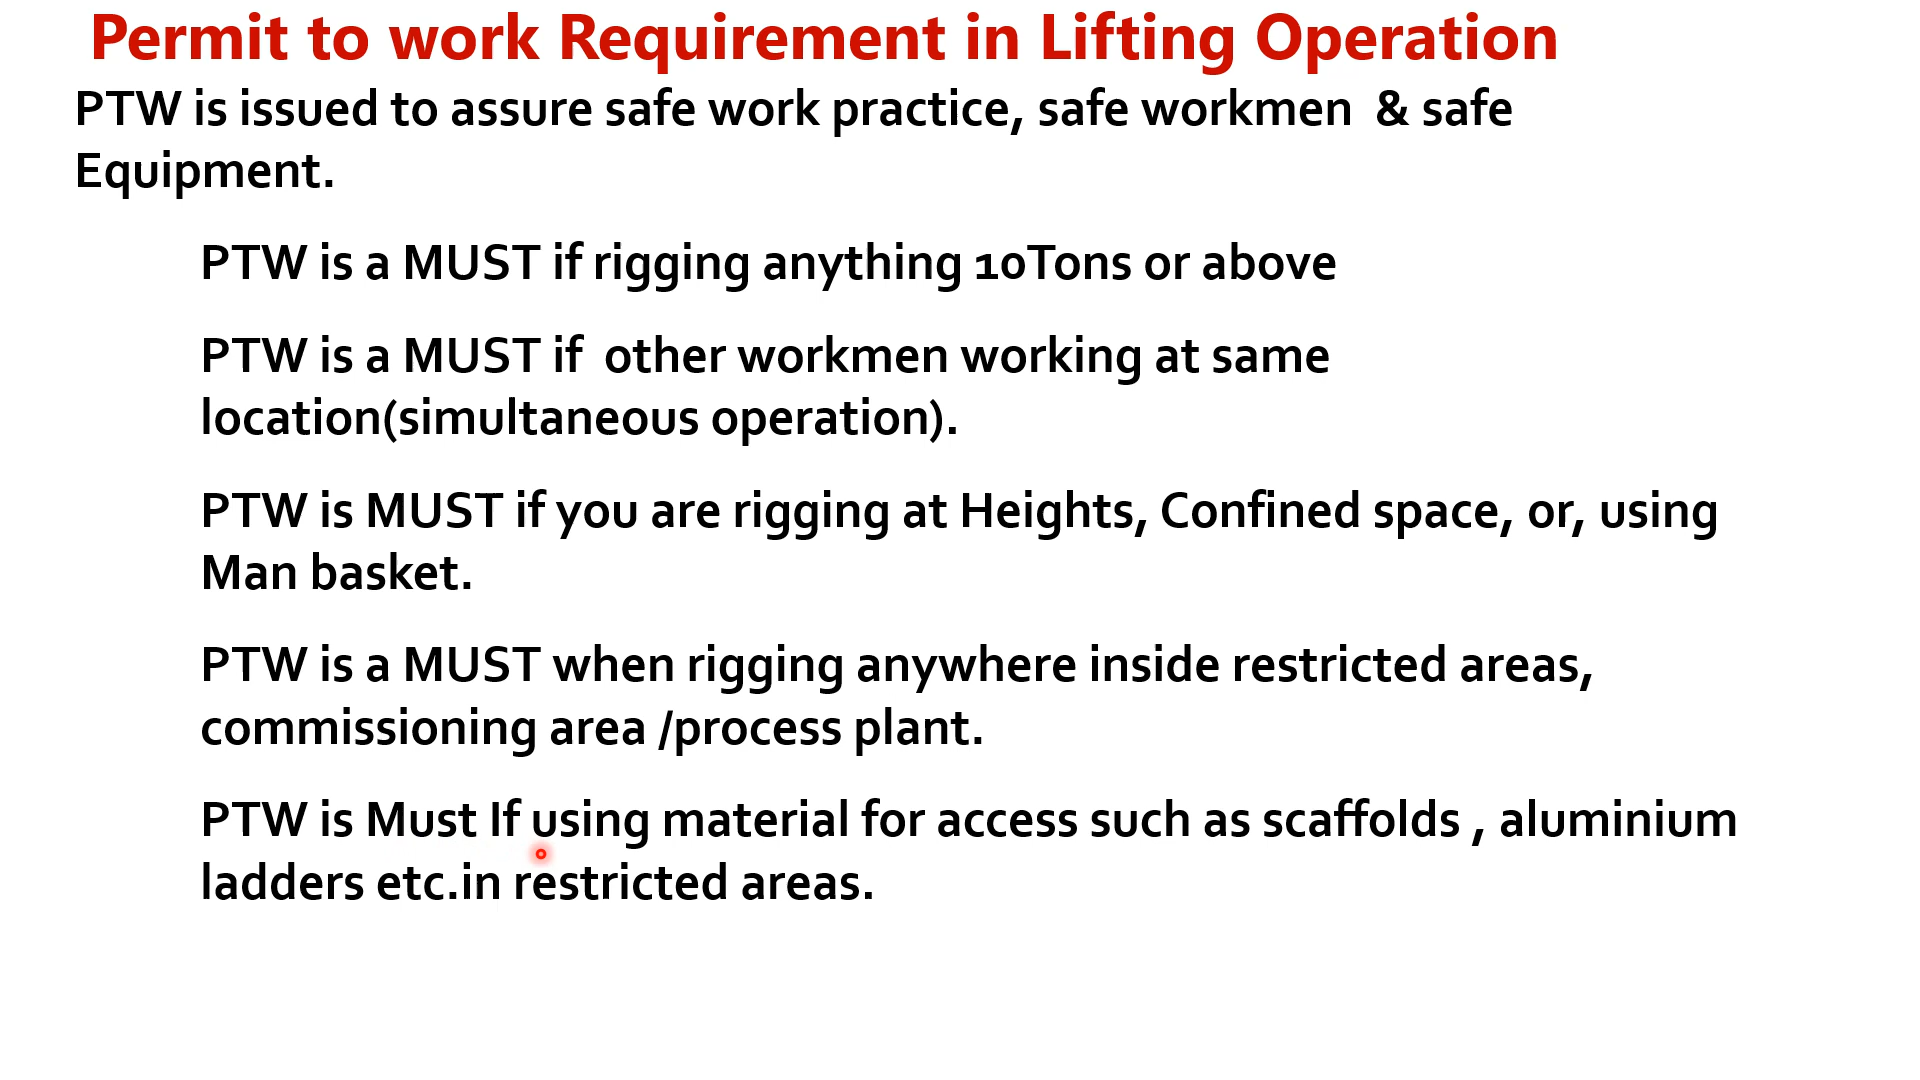 Permit to work Requirement in Lifting Operation
PTW is issued to assure safe work practice, safe workmen & safe
Equipment.
PTW is a MUST if rigging anything 10Tons or above
PTW is a MUST if other workmen working at same
location(simultaneous operation).
PTW is MUST if you are rigging at Heights, Confined space, or, using
Man basket.
PTW is a MUST when rigging anywhere inside restricted areas,
commissioning area /process plant.
PTW is Must If using material for access such as scaffolds , aluminium
ladders etc.in restricted areas.